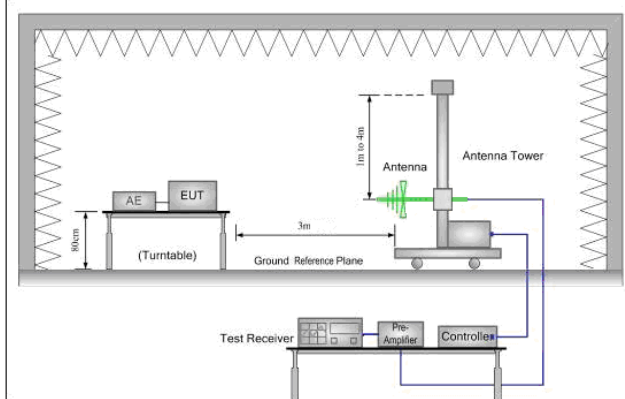 1m to 4m
Antenna
Antenna Tower
AE
EUT
80cm
3m
(Turntable)
Ground Reference Plane
Test Receiver
Pre-
Amplifier
Controller